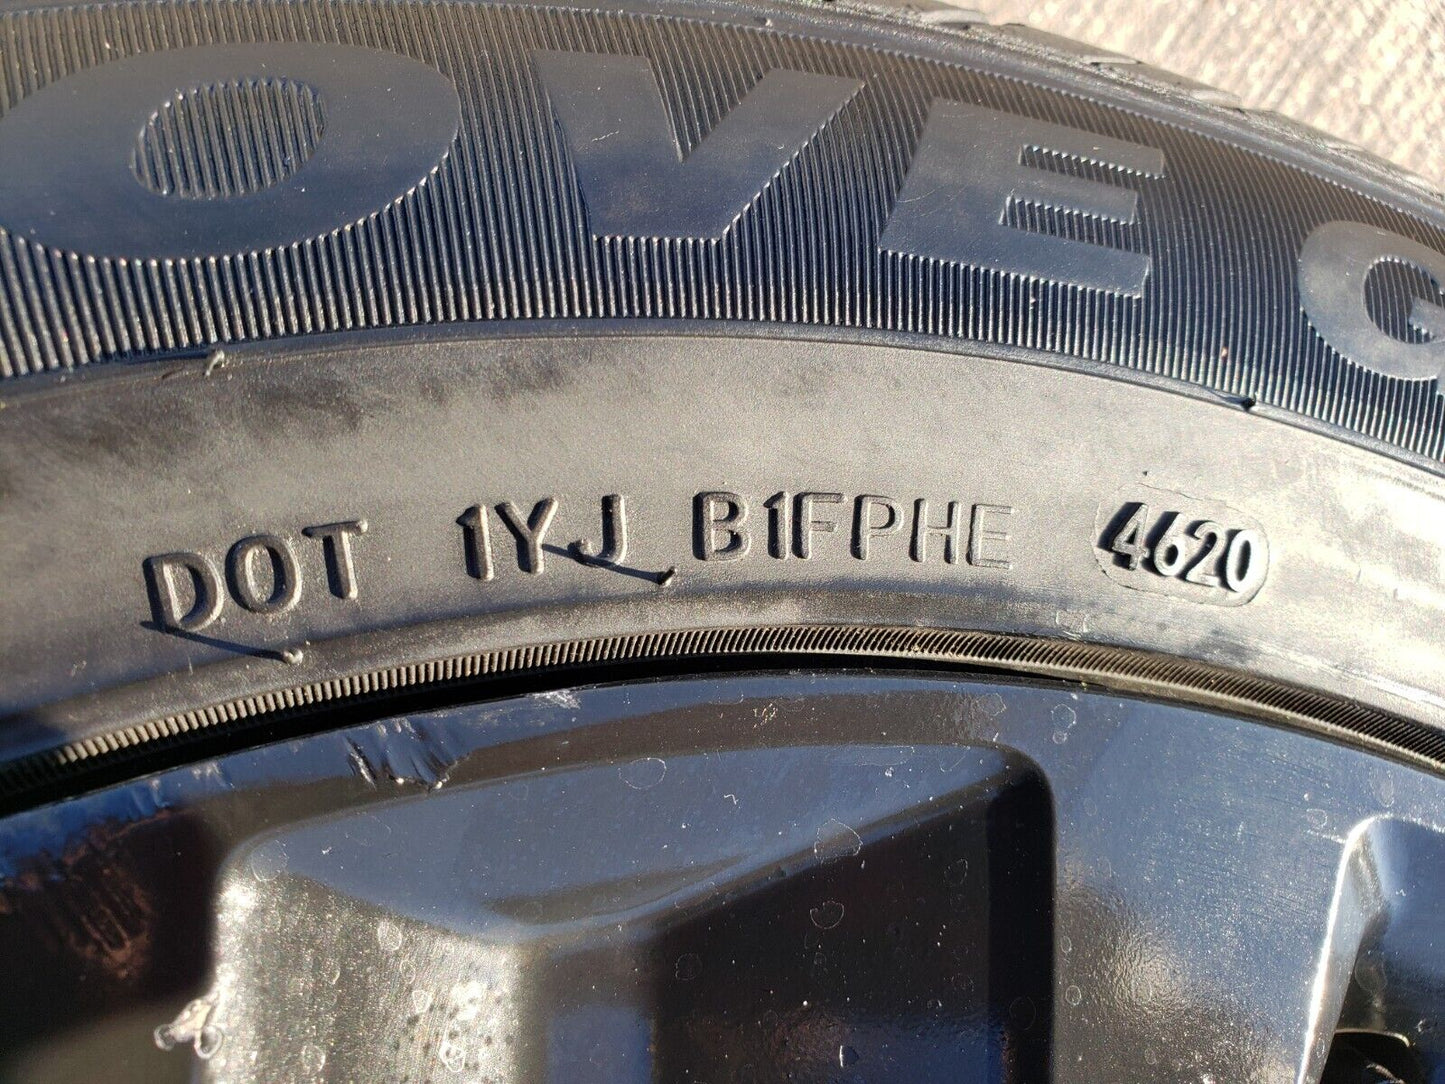 OVE G
DOT 1YJ B1FPHE 4620